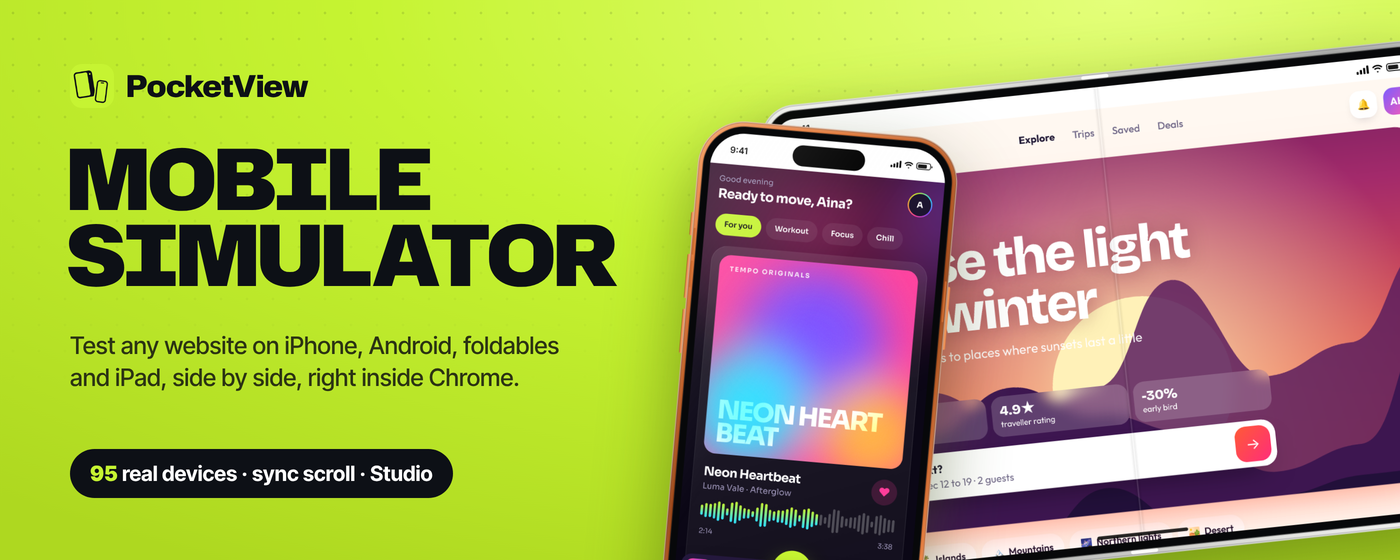 PocketView
MOBILE
SIMULATOR
Test any website on iPhone, Android, foldables
and iPad, side by side, right inside Chrome.
95 real devices · sync scroll · Studio
9:41
Good evening
Ready to move, Aina?
A
For you
Workout
Focus
Chill
TEMPO ORIGINALS
NEON HEART
BEAT
Neon Heartbeat
Luma Vale · Afterglow
2:14
3:38
Explore
Trips
Saved
Deals
the light
winter
to places where sunsets last a little
4.9★
traveller rating
-30%
early bird
12 to 19 · 2 guests
Islands
Mountains
Northern lights
Desert